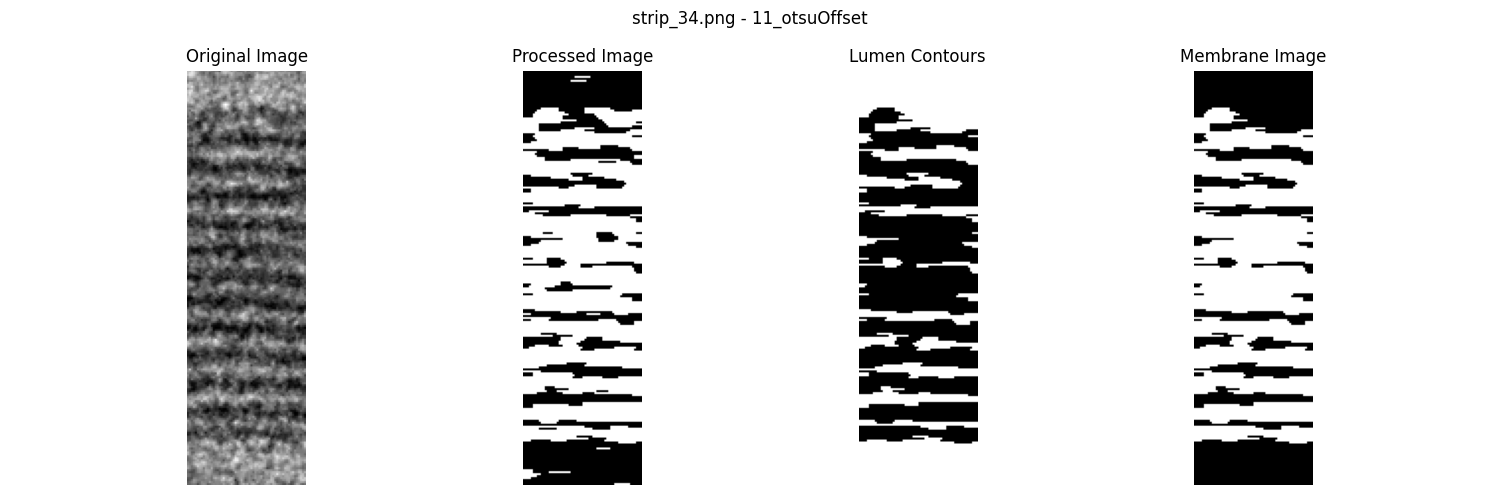 strip_34.png - 11_otsuOffset
Original Image
Processed Image
Lumen Contours
Membrane Image